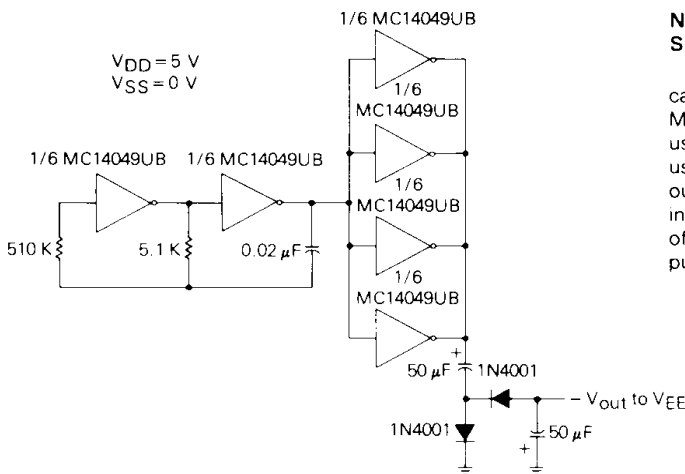 1/6 MC14049UB
VDD = 5 V
VSS = 0 V
1/6
MC14049UB
1/6 MC14049UB
1/6 MC14049UB
1/6
MC14049UB
510 K
5.1 K
0.02 µF
1/6
MC14049UB
+
50 µF
1N4001
– Vout to VEE
1N4001
50 µF
+
N
S
ca
M
us
us
ou
in
of
pu